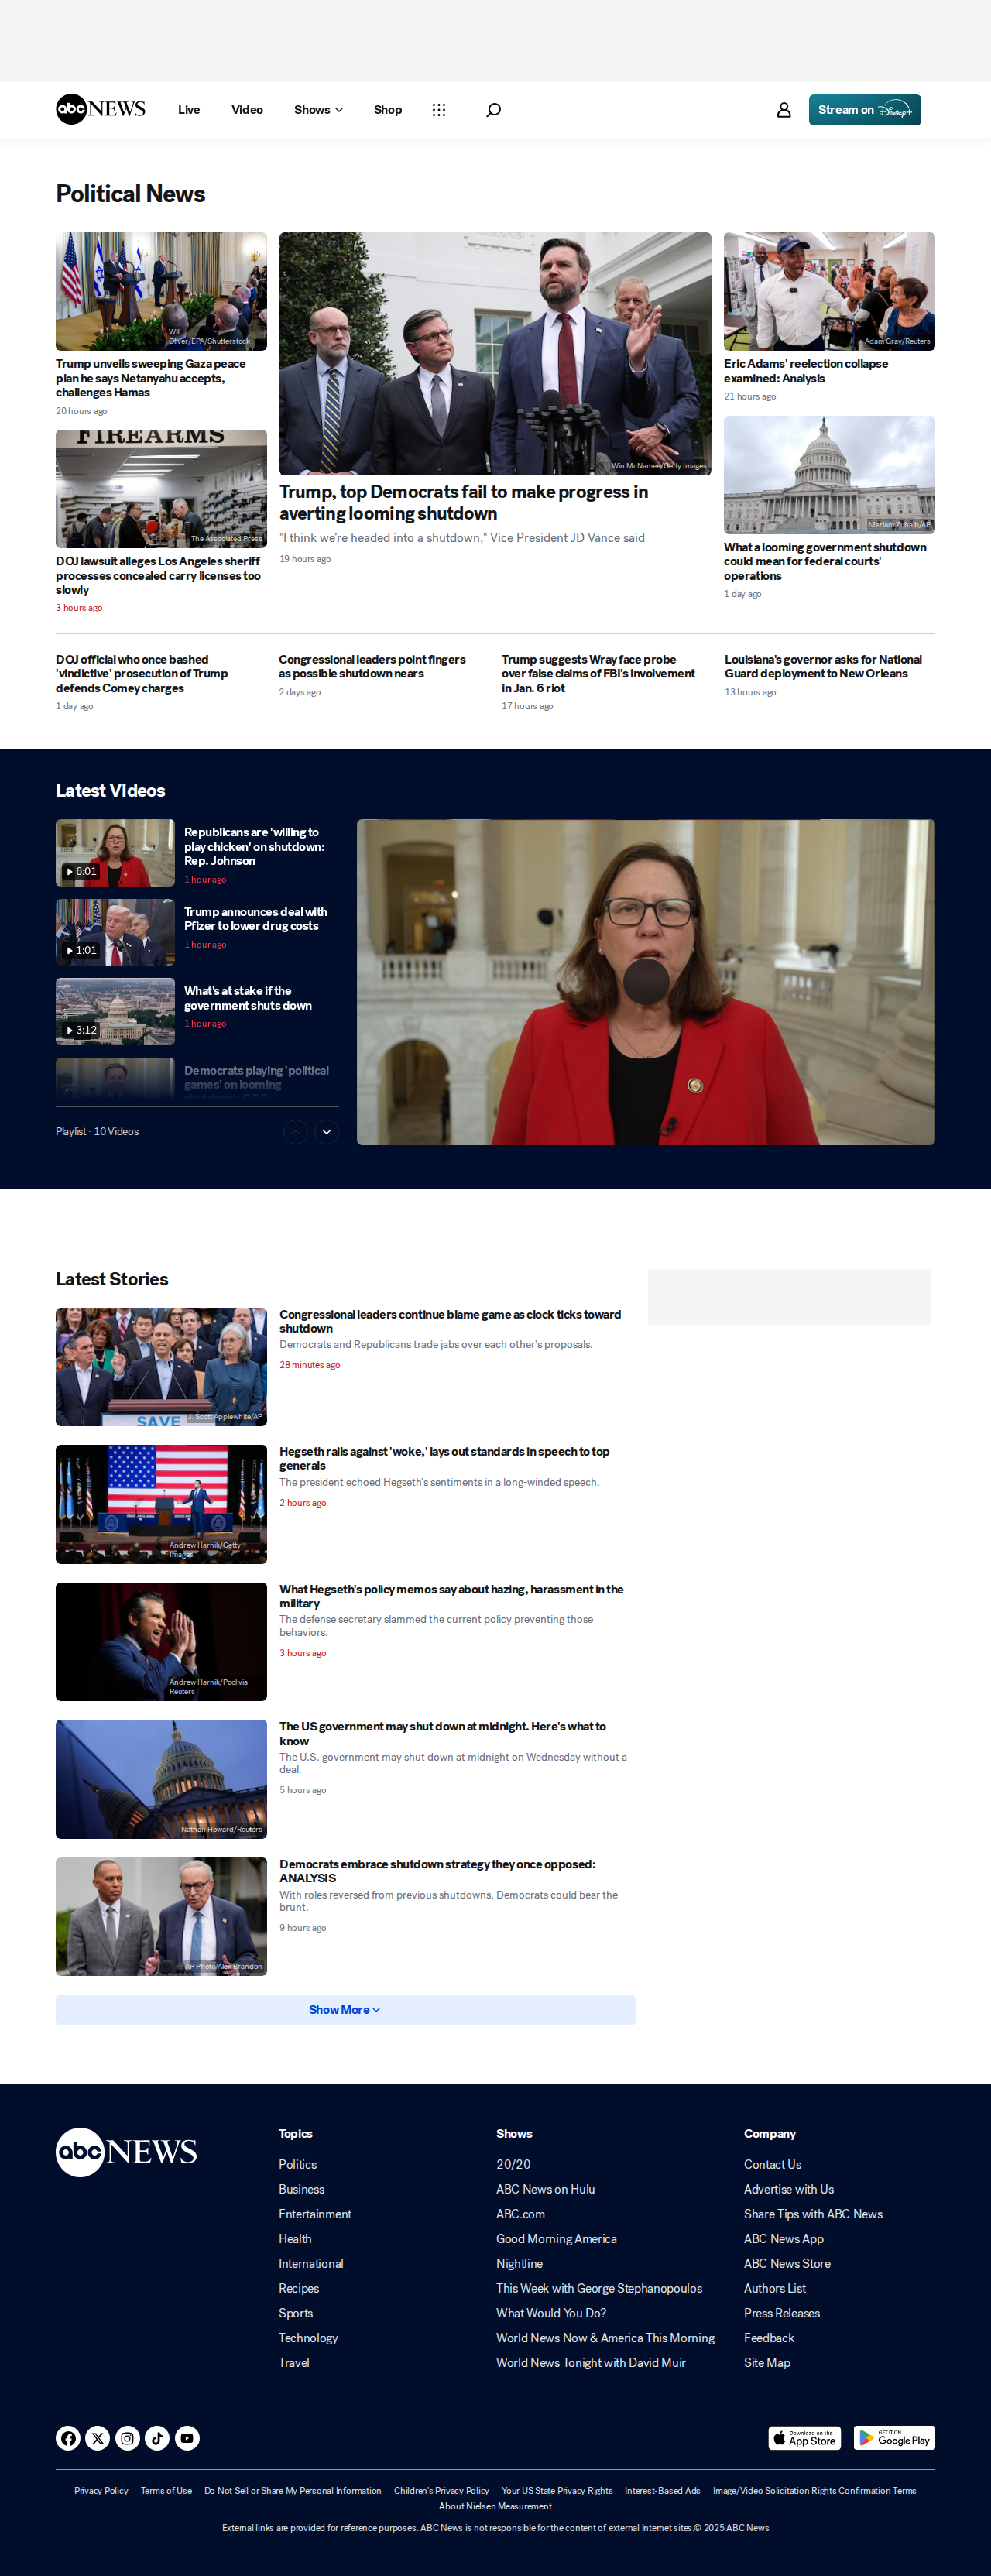 abc NEWS
Live
Video
Shows
Shop
Stream on Disney+
Political News
Will
Oliver/EPA/Shutterstock
Trump unveils sweeping Gaza peace
plan he says Netanyahu accepts,
challenges Hamas
20 hours ago
FIREARMS
The Associated Press
DOJ lawsuit alleges Los Angeles sheriff
processes concealed carry licenses too
slowly
3 hours ago
Win McNamee/Getty Images
Trump, top Democrats fail to make progress in
averting looming shutdown
"I think we're headed into a shutdown," Vice President JD Vance said
19 hours ago
Adam Gray/Reuters
Eric Adams' reelection collapse
examined: Analysis
21 hours ago
Mariam Zuhaib/AP
What a looming government shutdown
could mean for federal courts'
operations
1 day ago
DOJ official who once bashed
'vindictive' prosecution of Trump
defends Comey charges
1 day ago
Congressional leaders point fingers
as possible shutdown nears
2 days ago
Trump suggests Wray face probe
over false claims of FBI's involvement
in Jan. 6 riot
17 hours ago
Louisiana's governor asks for National
Guard deployment to New Orleans
13 hours ago
Latest Videos
6:01
Republicans are 'willing to
play chicken' on shutdown:
Rep. Johnson
1 hour ago
1:01
Trump announces deal with
Pfizer to lower drug costs
1 hour ago
3:12
What's at stake if the
government shuts down
1 hour ago
Democrats playing 'political
games' on looming
Playlist · 10 Videos
Latest Stories
SAVE
J. Scott Applewhite/AP
Congressional leaders continue blame game as clock ticks toward
shutdown
Democrats and Republicans trade jabs over each other's proposals.
28 minutes ago
Andrew Harnik/Getty
Images
Hegseth rails against 'woke,' lays out standards in speech to top
generals
The president echoed Hegseth's sentiments in a long-winded speech.
2 hours ago
Andrew Harnik/Pool via
Reuters
What Hegseth's policy memos say about hazing, harassment in the
military
The defense secretary slammed the current policy preventing those
behaviors.
3 hours ago
Nathan Howard/Reuters
The US government may shut down at midnight. Here's what to
know
The U.S. government may shut down at midnight on Wednesday without a
deal.
5 hours ago
AP Photo/Alex Brandon
Democrats embrace shutdown strategy they once opposed:
ANALYSIS
With roles reversed from previous shutdowns, Democrats could bear the
brunt.
9 hours ago
Show More
abc NEWS
Topics
Politics
Business
Entertainment
Health
International
Recipes
Sports
Technology
Travel
Shows
20/20
ABC News on Hulu
ABC.com
Good Morning America
Nightline
This Week with George Stephanopoulos
What Would You Do?
World News Now & America This Morning
World News Tonight with David Muir
Company
Contact Us
Advertise with Us
Share Tips with ABC News
ABC News App
ABC News Store
Authors List
Press Releases
Feedback
Site Map
Download on the
App Store
GET IT ON
Google Play
Privacy Policy Terms of Use Do Not Sell or Share My Personal Information Children's Privacy Policy Your US State Privacy Rights Interest-Based Ads Image/Video Solicitation Rights Confirmation Terms
About Nielsen Measurement
External links are provided for reference purposes. ABC News is not responsible for the content of external Internet sites.© 2025 ABC News